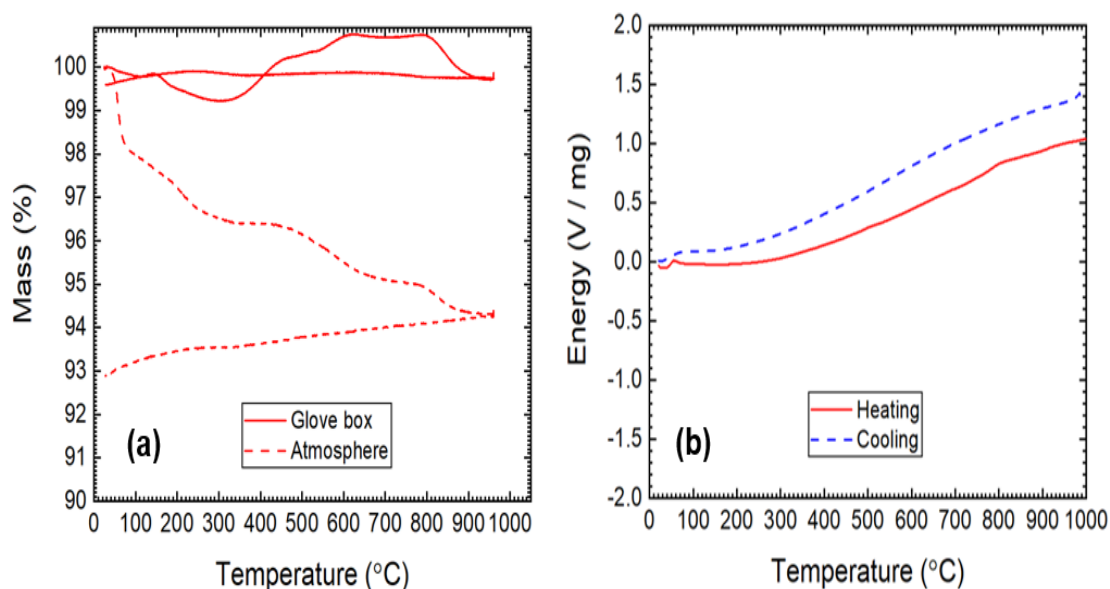 100
99
98
97
96
95
94
93
92
91
90
Mass (%)
(a)
Glove box
Atmosphere
0 100 200 300 400 500 600 700 800 900 1000
Temperature (°C)
2.0
1.5
1.0
0.5
0.0
-0.5
-1.0
-1.5
-2.0
Energy (V / mg)
(b)
Heating
Cooling
0 100 200 300 400 500 600 700 800 900 1000
Temperature (°C)